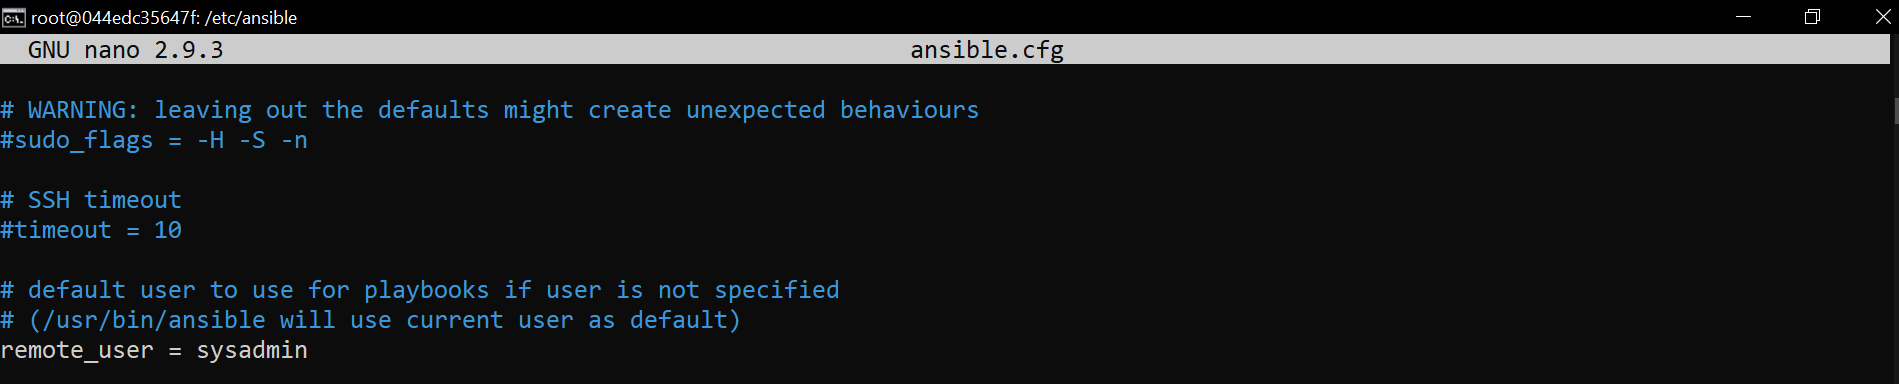 root@044edc35647f: /etc/ansible
GNU nano 2.9.3 ansible.cfg
# WARNING: leaving out the defaults might create unexpected behaviours
#sudo_flags = -H -S -n
# SSH timeout
#timeout = 10
# default user to use for playbooks if user is not specified
# (/usr/bin/ansible will use current user as default)
remote_user = sysadmin